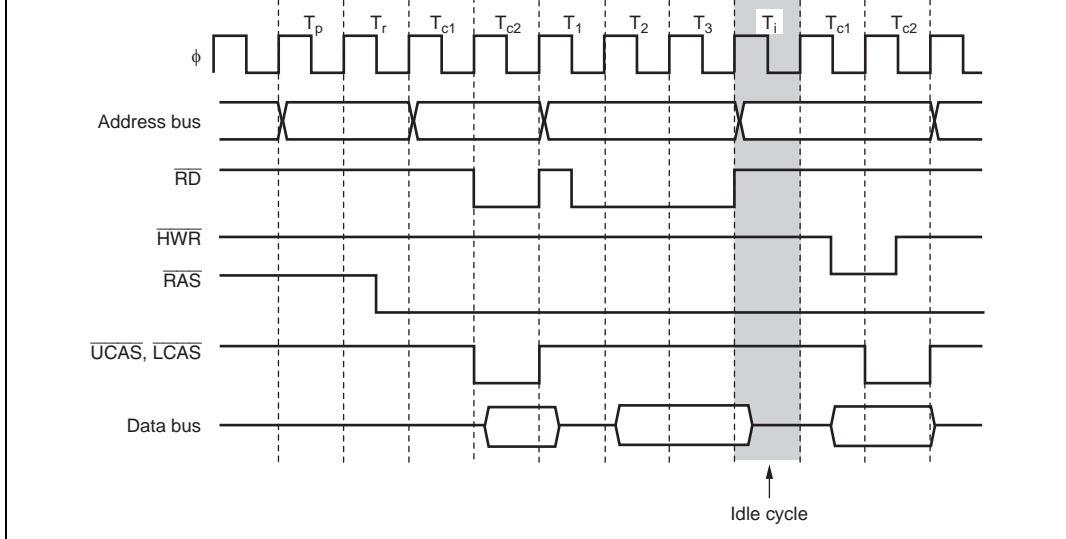 Tp Tr Tc1 Tc2 T1 T2 T3 Ti Tc1 Tc2
ϕ
Address bus
RD
HWR
RAS
UCAS, LCAS
Data bus
Idle cycle